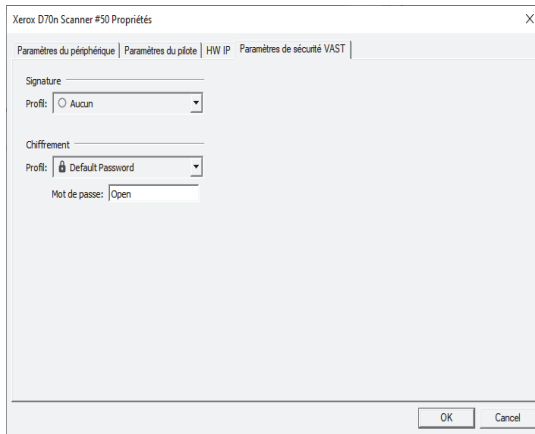 Xerox D70n Scanner #50 Propriétés
Paramètres du périphérique Paramètres du pilote HW IP Paramètres de sécurité VAST
Signature
Profil: Aucun
Chiffrement
Profil: Default Password
Mot de passe: Open
OK Cancel